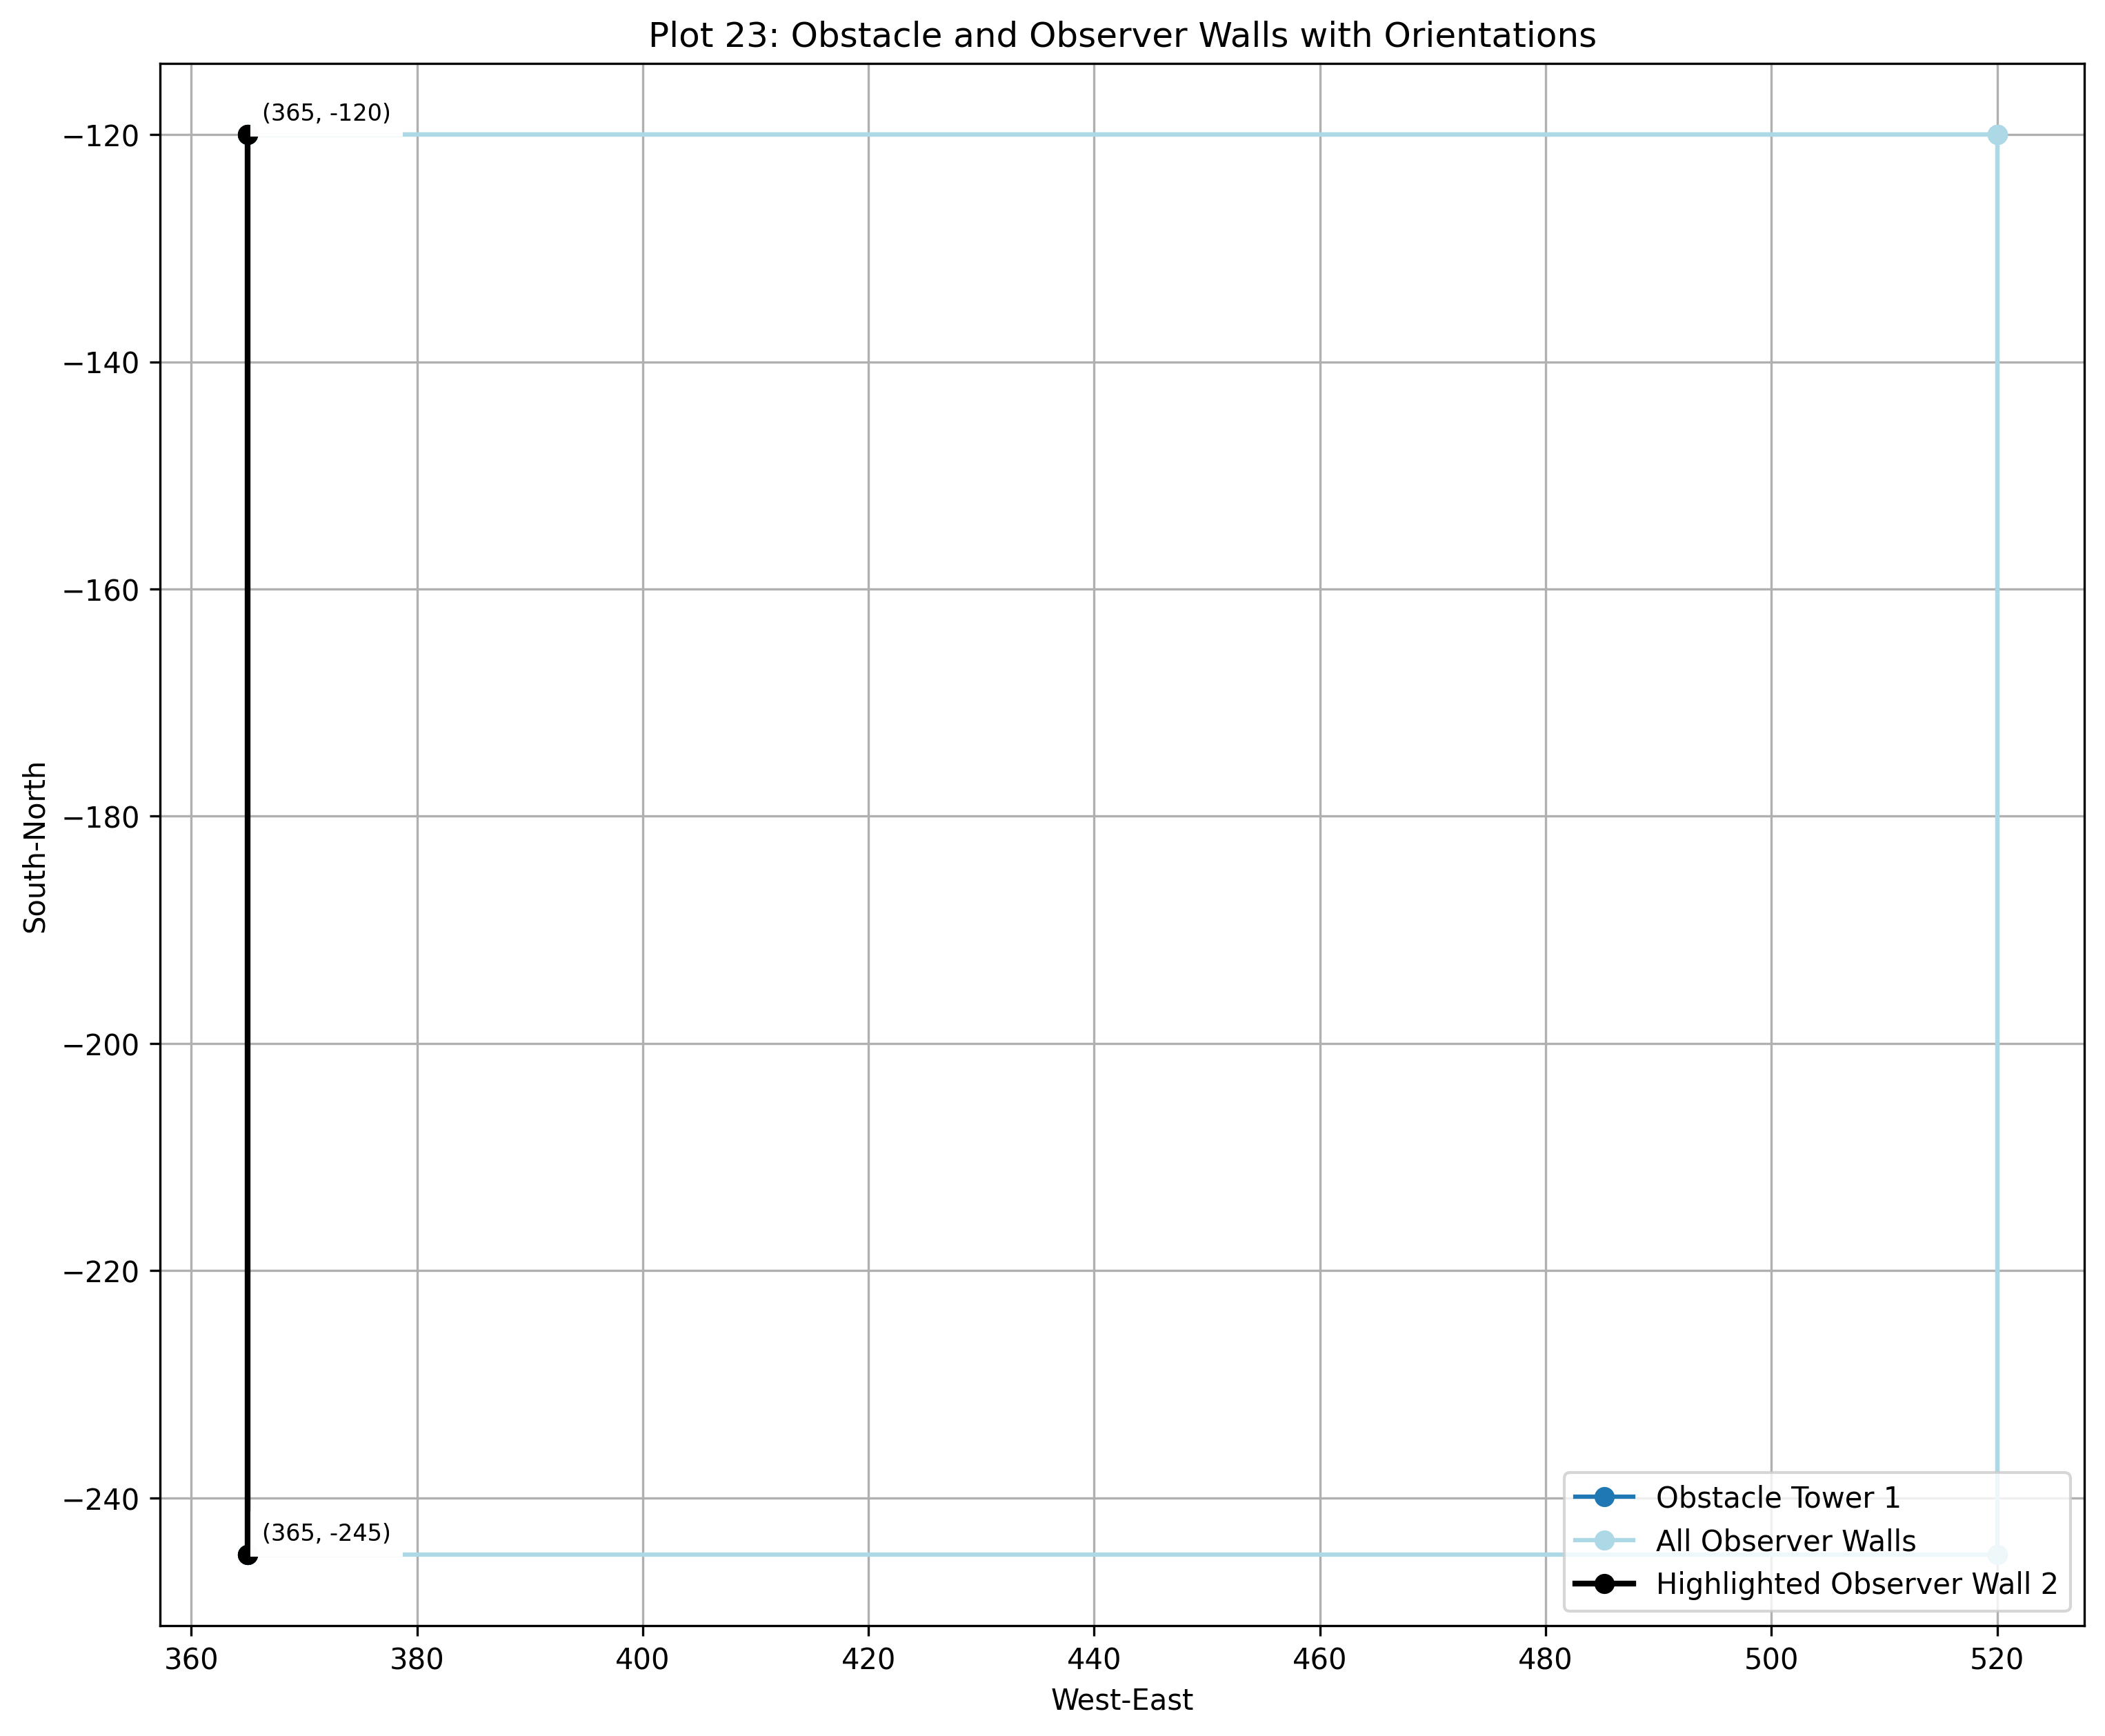 Plot 23: Obstacle and Observer Walls with Orientations
(365, -120)
−120
−140
−160
−180
−200
−220
−240
South-North
(365, -245)
Obstacle Tower 1
All Observer Walls
Highlighted Observer Wall 2
360 380 400 420 440 460 480 500 520
West-East